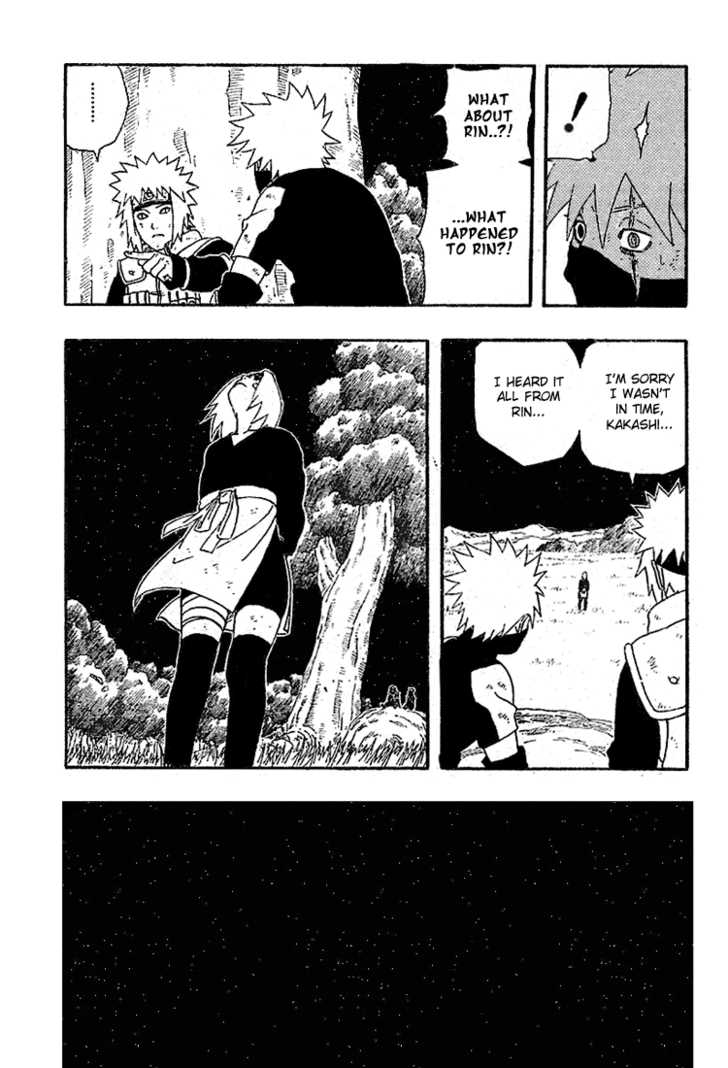 !
WHAT
ABOUT
RIN..?!
...WHAT
HAPPENED
TO RIN?!
.........
I'M SORRY
I WASN'T
IN TIME,
KAKASHI...
I HEARD IT
ALL FROM
RIN...